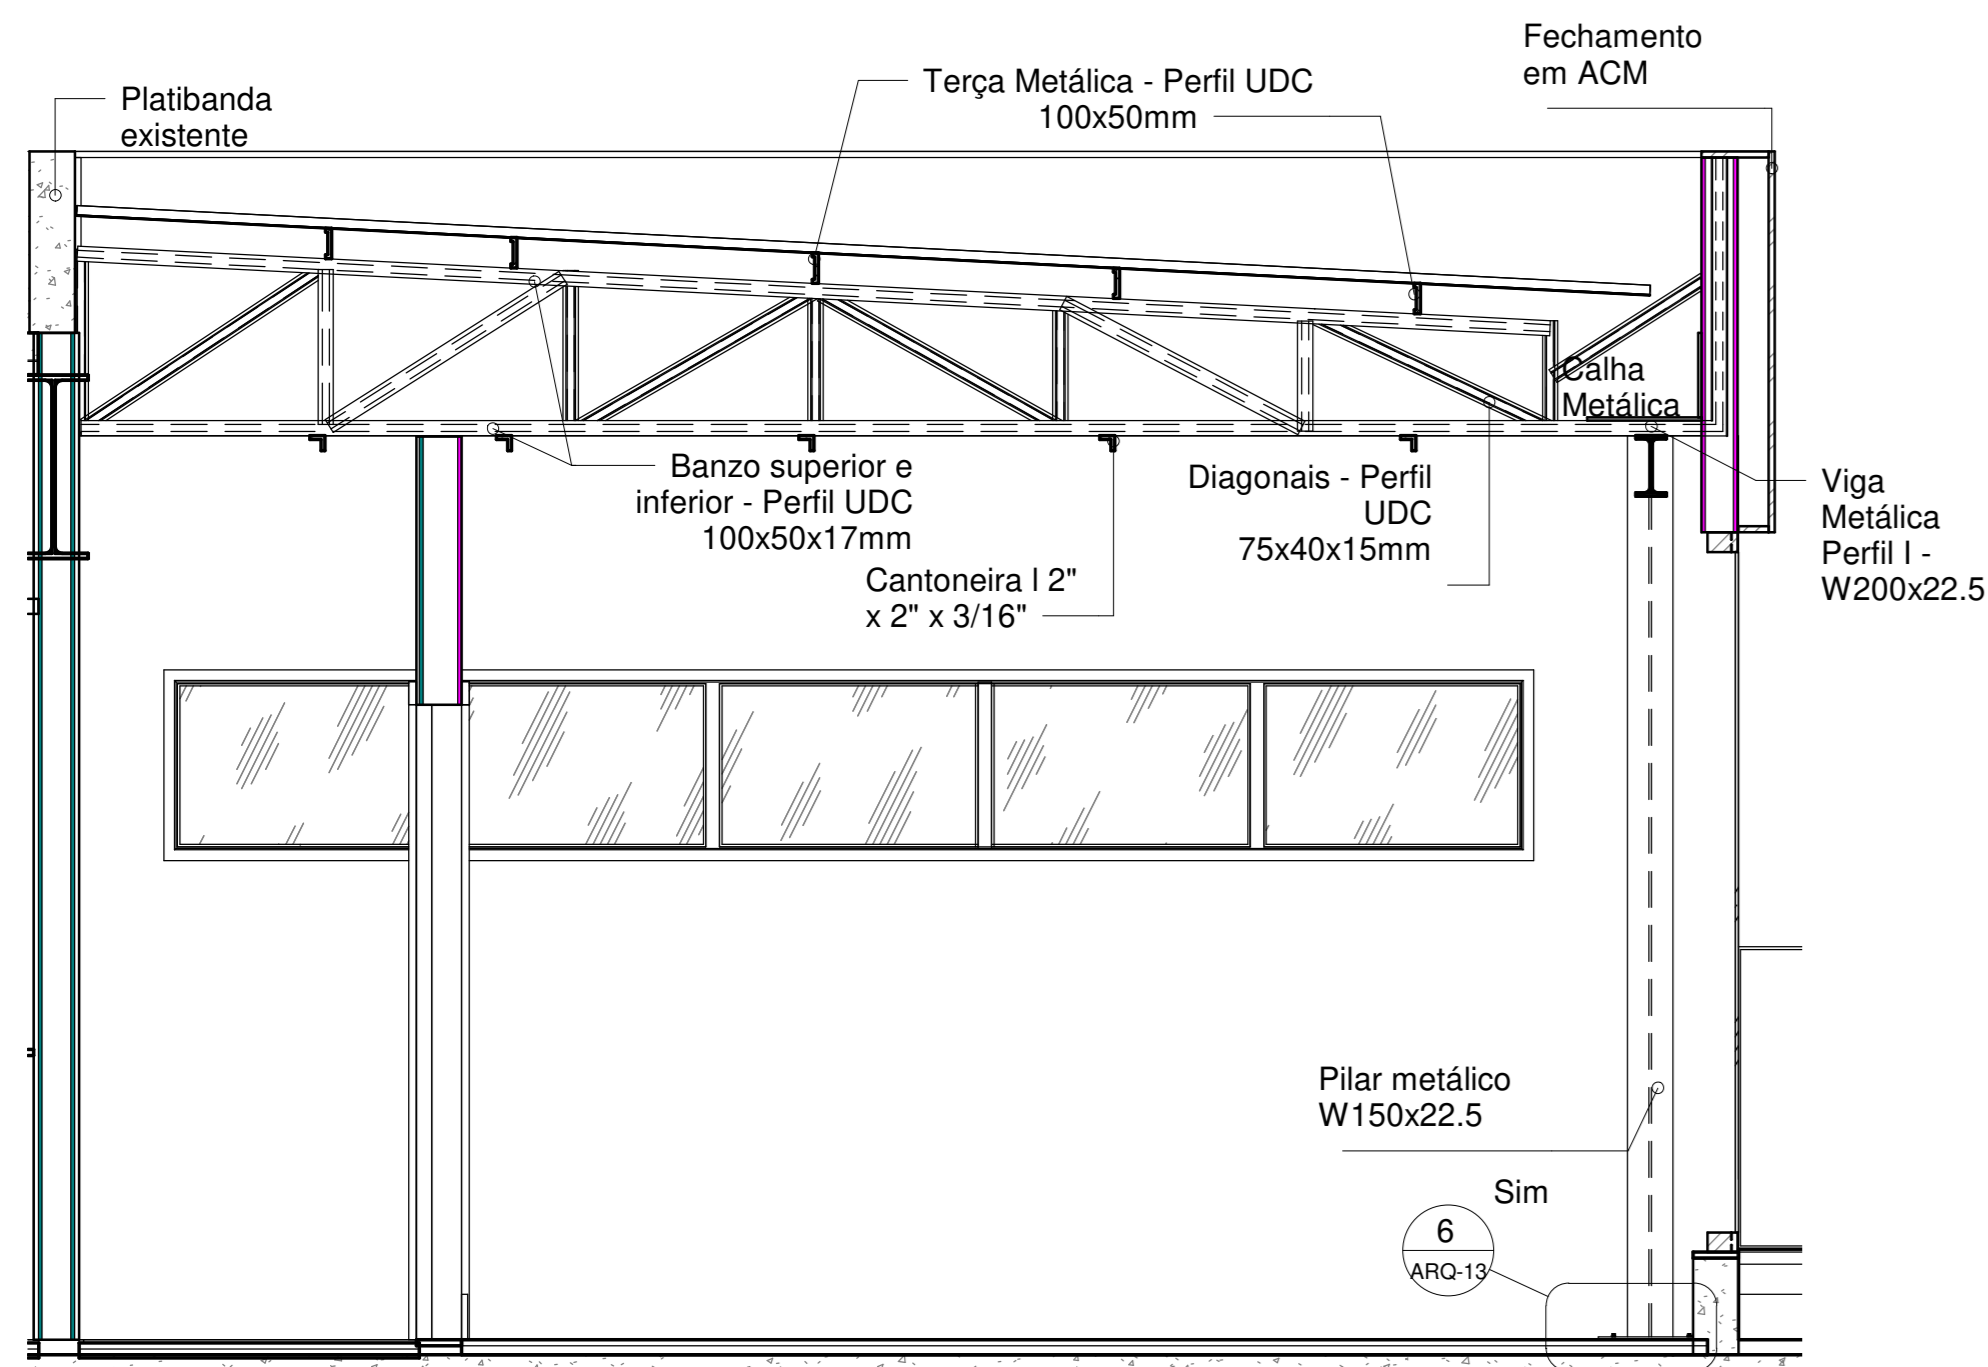 Fechamento
em ACM
Terça Metálica - Perfil UDC
100x50mm
Platibanda
existente
Calha
Metálica
Banzo superior e
inferior - Perfil UDC
100x50x17mm
Diagonais - Perfil
UDC
75x40x15mm
Viga
Metálica
Perfil I -
W200x22.5
Cantoneira l 2"
x 2" x 3/16"
Pilar metálico
W150x22.5
Sim
6
ARQ-13